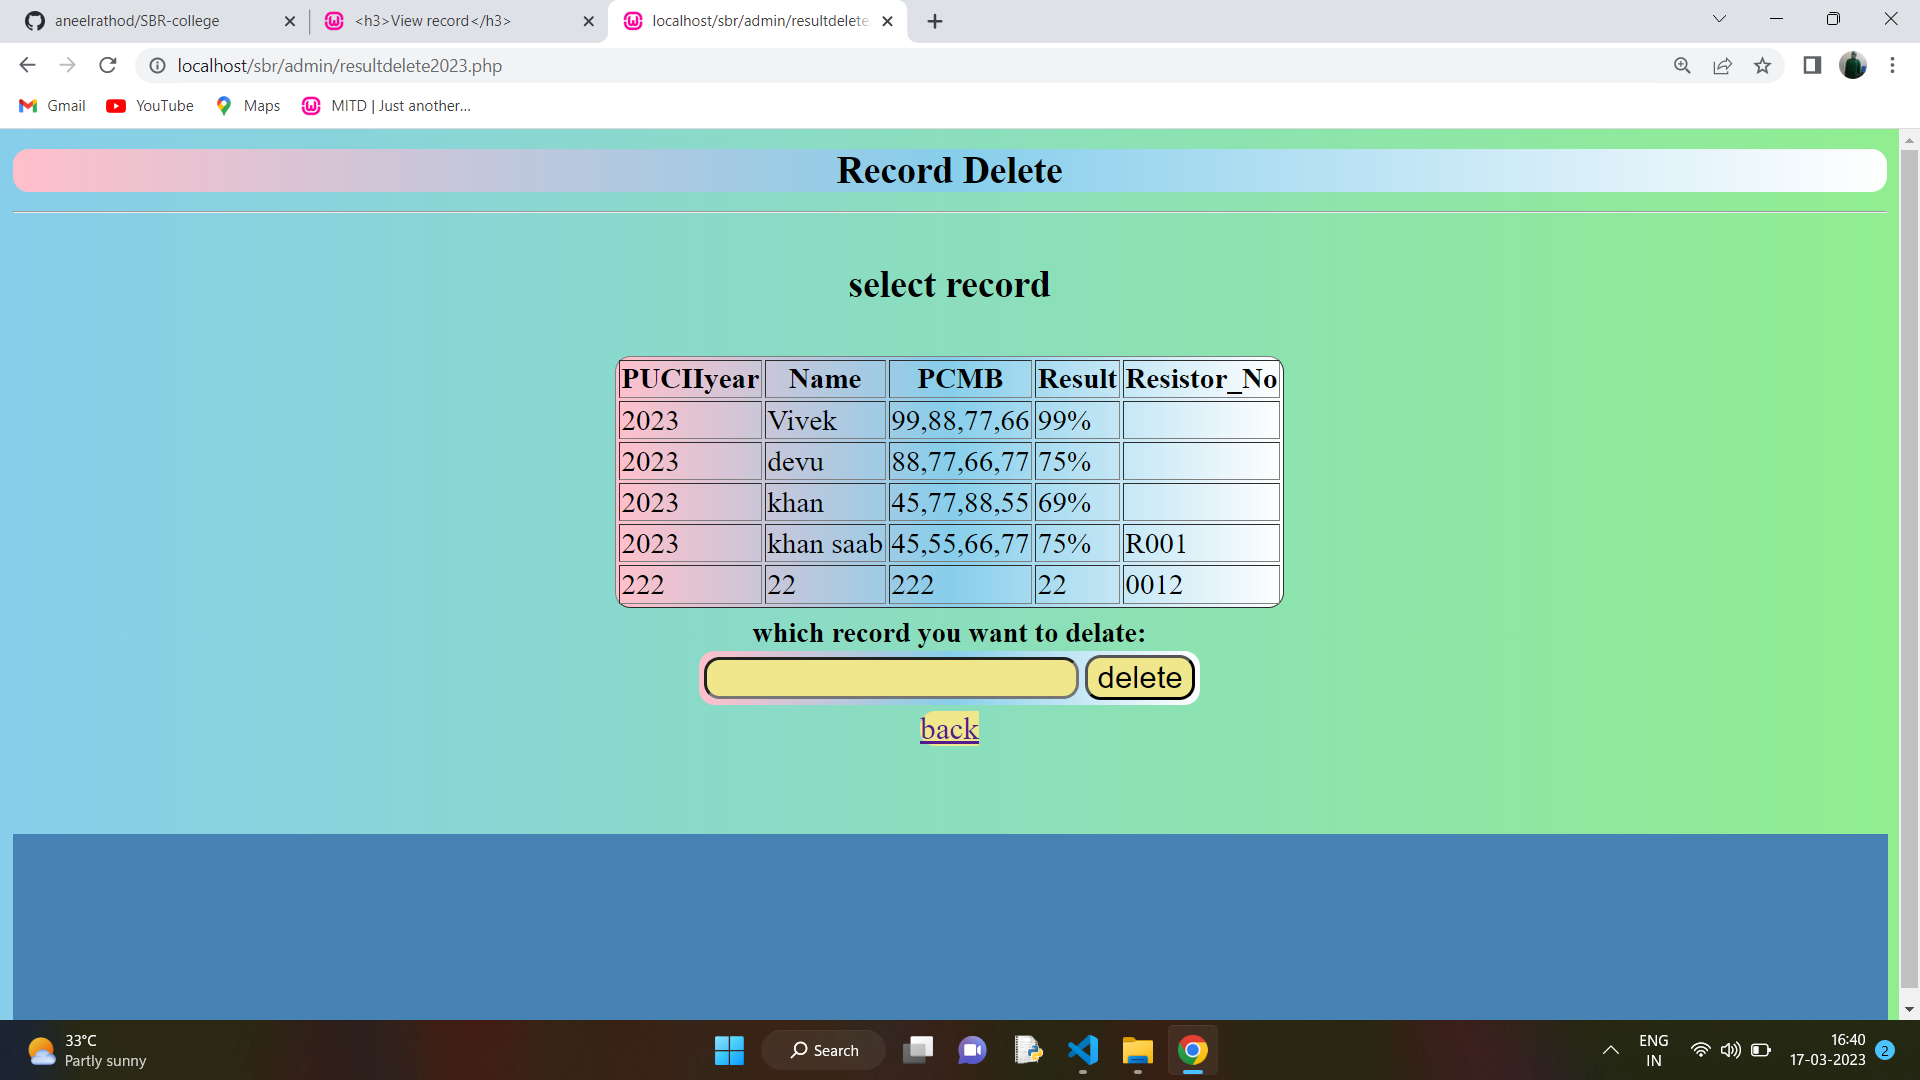 aneelrathod/SBR-college
<h3>View record</h3>
localhost/sbr/admin/resultdelete
localhost/sbr/admin/resultdelete2023.php
Gmail
YouTube
Maps
MITD | Just another...
Record Delete
select record
PUCIIyear Name PCMB Result Resistor_No
2023 Vivek 99,88,77,66 99%
2023 devu 88,77,66,77 75%
2023 khan 45,77,88,55 69%
2023 khan saab 45,55,66,77 75% R001
222 22 222 22 0012
which record you want to delate:
delete
back
33°C
Partly sunny
Search
ENG
IN
16:40
17-03-2023
2